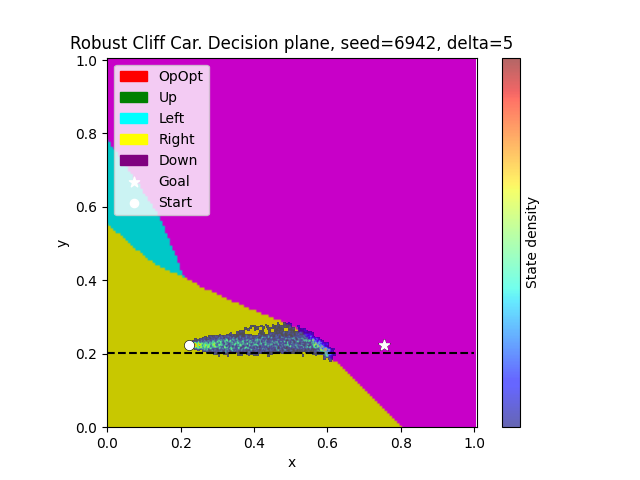 Robust Cliff Car. Decision plane, seed=6942, delta=5
OpOpt
Up
Left
Right
Down
Goal
Start
1.0
0.8
0.6
0.4
0.2
0.0
y
0.0 0.2 0.4 0.6 0.8 1.0
x
State density